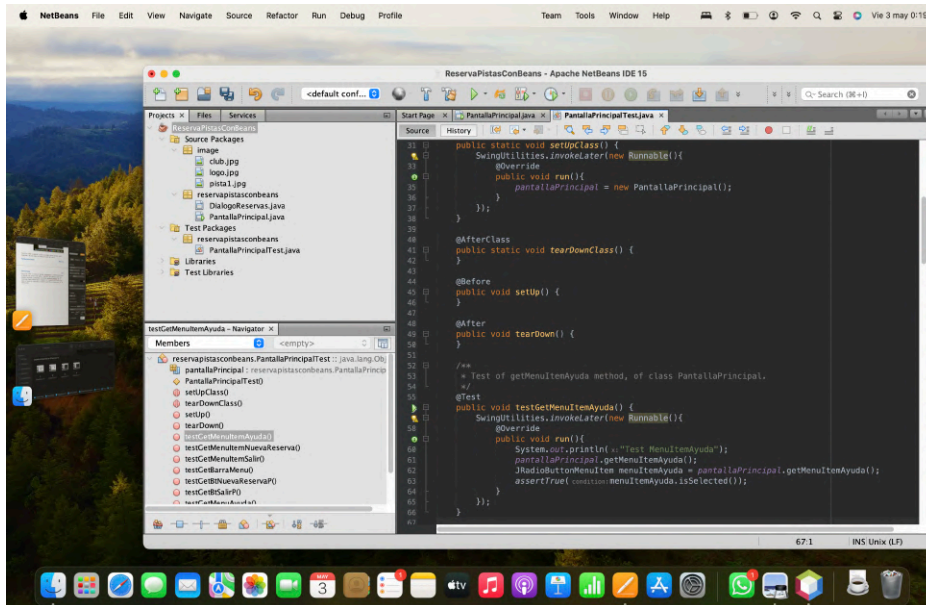 NetBeans File Edit View Navigate Source Refactor Run Debug Profile Team Tools Window Help Vie 3 may 0:19
ReservaPistasConBeans - Apache NetBeans IDE 15
<default conf... Search (⌘+I)
Projects × Files Services
ReservaPistasConBeans
Source Packages
image
club.jpg
logo.jpg
pista1.jpg
reservapistasconbeans
DialogoReservas.java
PantallaPrincipal.java
Test Packages
reservapistasconbeans
PantallaPrincipalTest.java
Libraries
Test Libraries
testGetMenuItemAyuda - Navigator ×
Members <empty>
reservapistasconbeans.PantallaPrincipalTest :: java.lang.Obj
pantallaPrincipal : reservapistasconbeans.PantallaPrincip
PantallaPrincipalTest()
setUpClass()
tearDownClass()
setUp()
tearDown()
testGetMenuItemAyuda()
testGetMenuItemNuevaReserva()
testGetMenuItemSalir()
testGetBarraMenu()
testGetBtNuevaReservaP()
testGetBtSalirP()
testGetMenuAyuda()
Start Page × PantallaPrincipal.java × PantallaPrincipalTest.java ×
Source History
31 public static void setUpClass() {
SwingUtilities.invokeLater(new Runnable(){
33 @Override
public void run(){
35 pantallaPrincipal = new PantallaPrincipal();
36 }
37 });
38 }
39
40 @AfterClass
41 public static void tearDownClass() {
42 }
43
44 @Before
45 public void setUp() {
46 }
47
48 @After
49 public void tearDown() {
50 }
51
52 /**
53 * Test of getMenuItemAyuda method, of class PantallaPrincipal.
54 */
55 @Test
public void testGetMenuItemAyuda() {
SwingUtilities.invokeLater(new Runnable(){
58 @Override
public void run(){
60 System.out.println(x:"Test MenuItemAyuda");
61 pantallaPrincipal.getMenuItemAyuda();
62 JRadioButtonMenuItem menuItemAyuda = pantallaPrincipal.getMenuItemAyuda();
63 assertTrue(condition:menuItemAyuda.isSelected());
64 }
65 });
66 }
67
67:1 INS Unix (LF)
MAY
3
1
tv
1